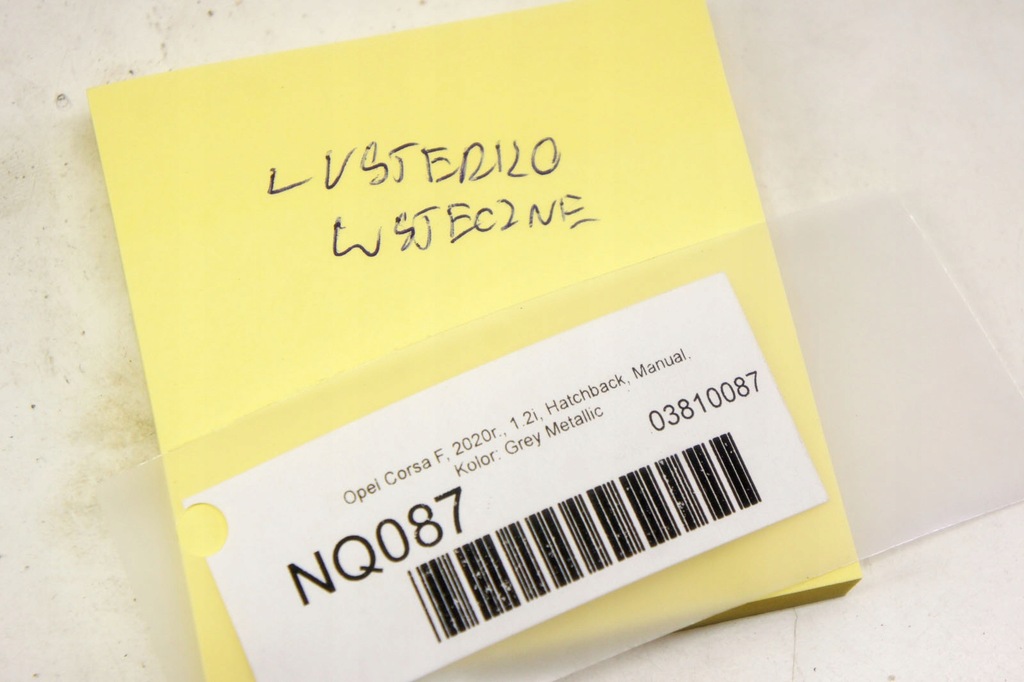 LUSTERKO
WSTECZNE
Opel Corsa F, 2020r., 1.2i, Hatchback, Manual.
Kolor: Grey Metallic
03810087
NQ087